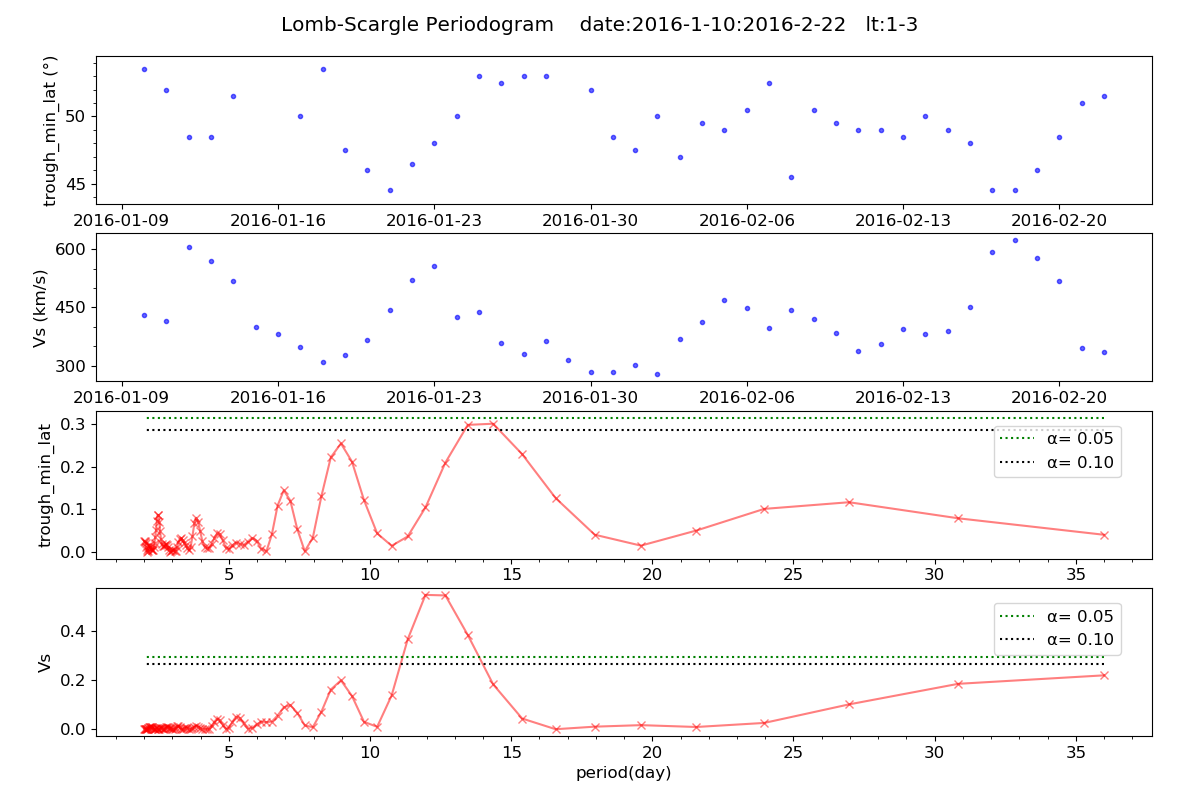 Lomb-Scargle Periodogram    date:2016-1-10:2016-2-22   lt:1-3
trough_min_lat (°)
50
45
2016-01-09 2016-01-16 2016-01-23 2016-01-30 2016-02-06 2016-02-13 2016-02-20
Vs (km/s)
600
450
300
2016-01-09 2016-01-16 2016-01-23 2016-01-30 2016-02-06 2016-02-13 2016-02-20
trough_min_lat
0.3
0.2
0.1
0.0
α= 0.05
α= 0.10
5 10 15 20 25 30 35
Vs
0.4
0.2
0.0
α= 0.05
α= 0.10
5 10 15 20 25 30 35
period(day)